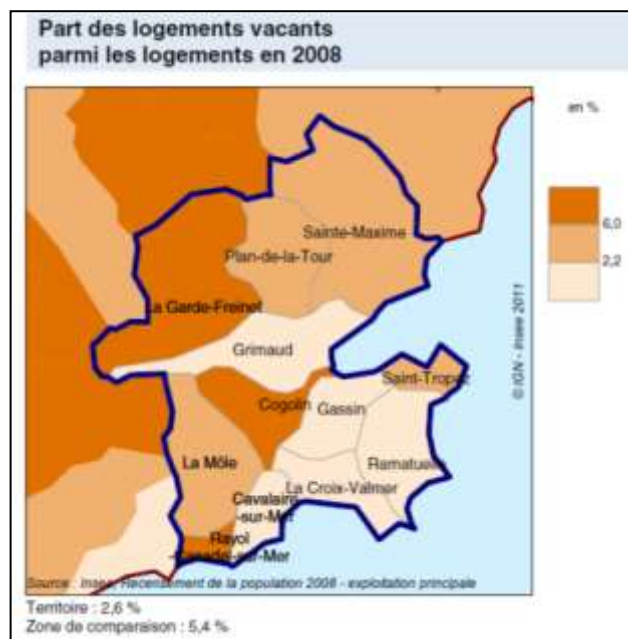 Part des logements vacants
parmi les logements en 2008
en %
6,0
2,2
Sainte-Maxime
Plan-de-la-Tour
La Garde-Freinet
Grimaud
Saint-Tropez
Cogolin
Gassin
La Môle
Ramatuelle
La Croix-Valmer
Cavalaire
-sur-Mer
Rayol
-Canadel-sur-Mer
© IGN - Insee 2011
Source : Insee, Recensement de la population 2008 - exploitation principale
Territoire : 2,6 %
Zone de comparaison : 5,4 %